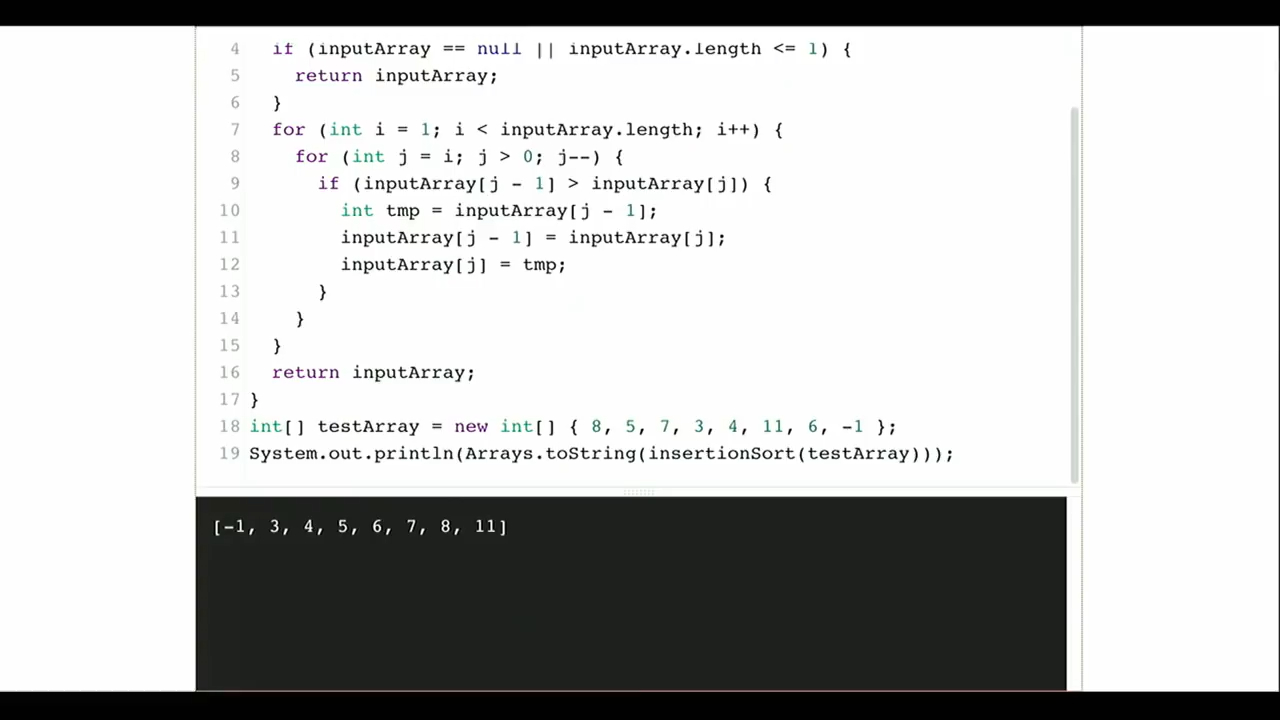 4 if (inputArray == null || inputArray.length <= 1) {
5 return inputArray;
6 }
7 for (int i = 1; i < inputArray.length; i++) {
8 for (int j = i; j > 0; j--) {
9 if (inputArray[j - 1] > inputArray[j]) {
10 int tmp = inputArray[j - 1];
11 inputArray[j - 1] = inputArray[j];
12 inputArray[j] = tmp;
13 }
14 }
15 }
16 return inputArray;
17 }
18 int[] testArray = new int[] { 8, 5, 7, 3, 4, 11, 6, -1 };
19 System.out.println(Arrays.toString(insertionSort(testArray)));
[-1, 3, 4, 5, 6, 7, 8, 11]